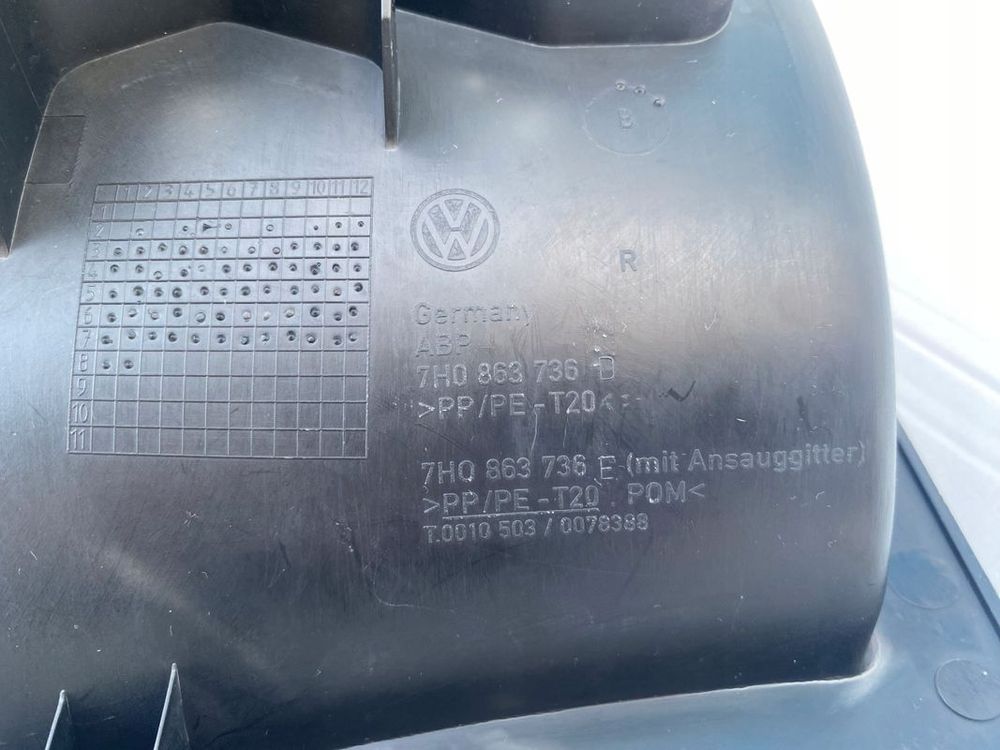 B
1 2 3 4 5 6 7 8 9 10 11 12
1
2
3
4
5
6
7
8
9
10
11
VW
R
Germany
ABP
7H0 863 736 D
>PP/PE-T20<
7H0 863 736 E (mit Ansauggitter)
>PP/PE-T20, POM<
T.0010 503 / 0078388